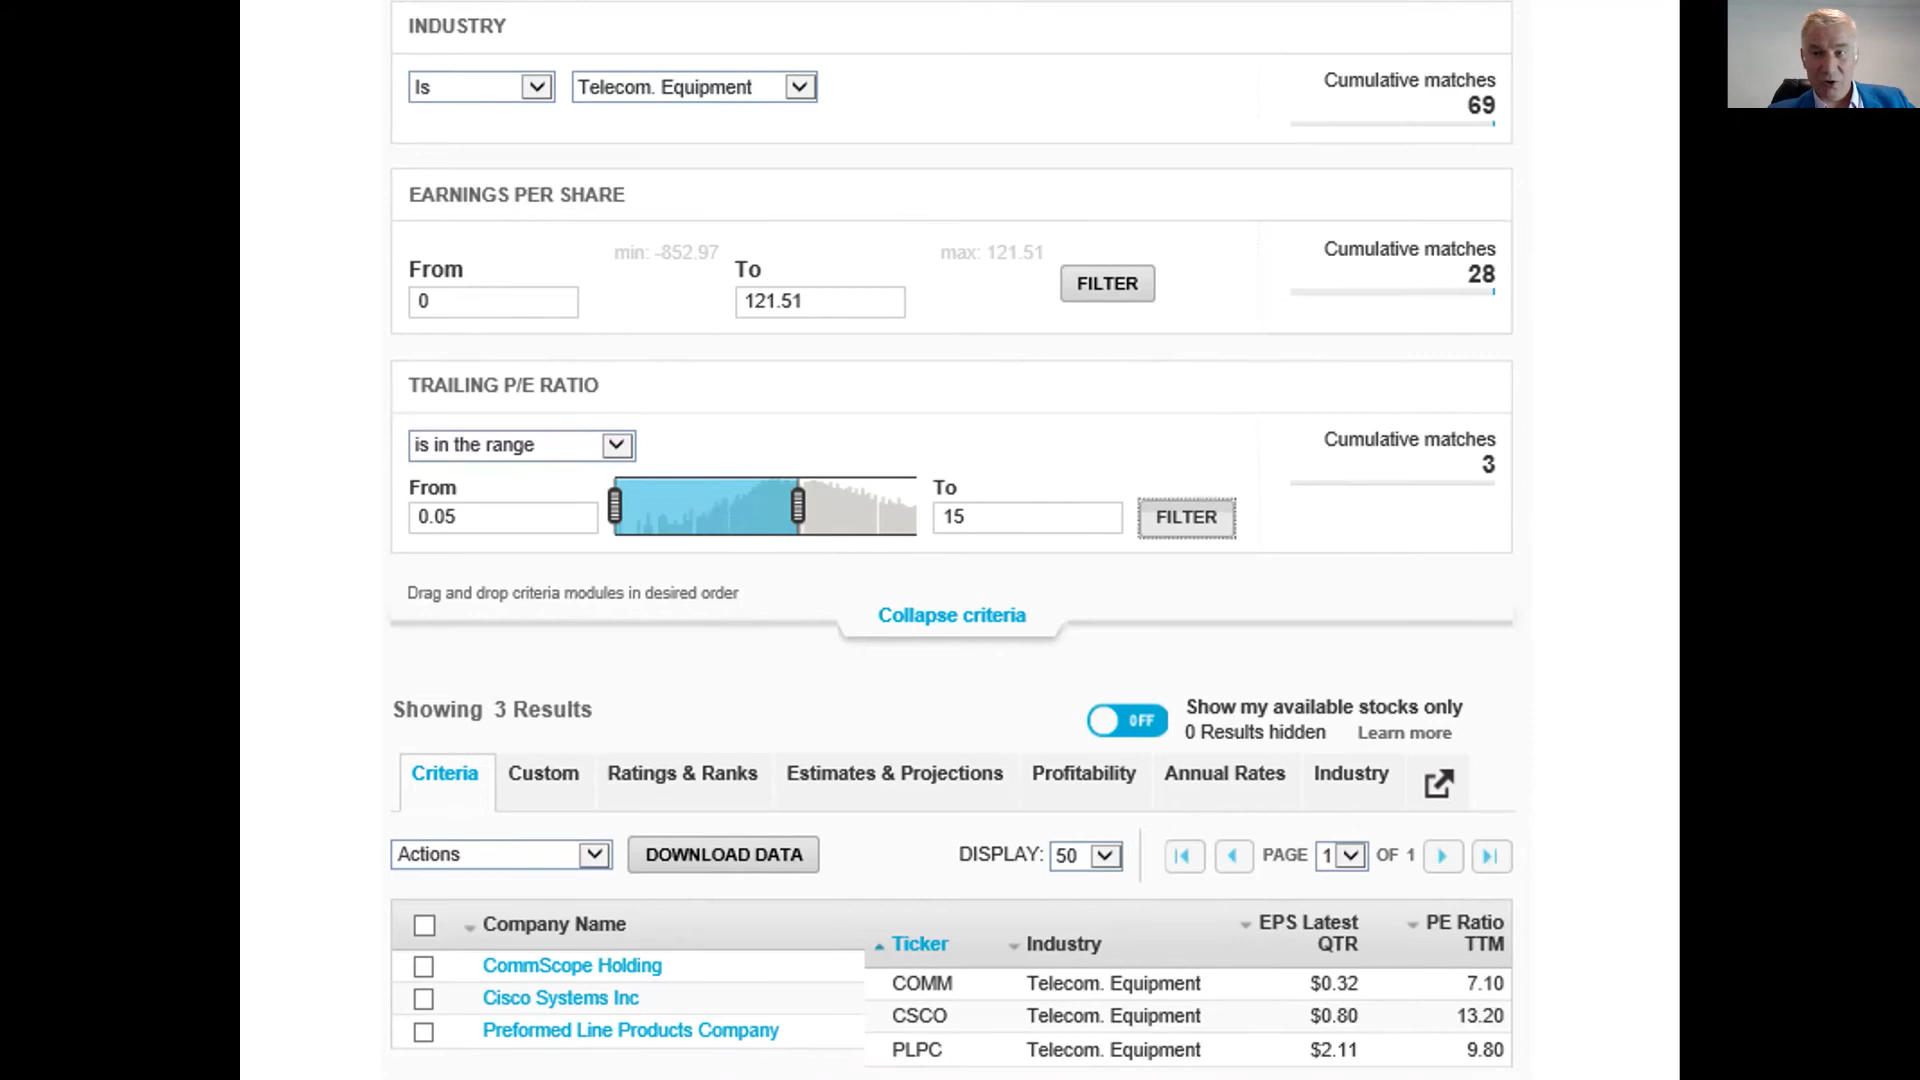 INDUSTRY
Is Telecom. Equipment
Cumulative matches
69
EARNINGS PER SHARE
min: -852.97 max: 121.51
Cumulative matches
28
From To
0 121.51 FILTER
TRAILING P/E RATIO
is in the range
Cumulative matches
3
From To
0.05 15 FILTER
Drag and drop criteria modules in desired order
Collapse criteria
Showing 3 Results
OFF
Show my available stocks only
0 Results hidden Learn more
Criteria Custom Ratings & Ranks Estimates & Projections Profitability Annual Rates Industry
Actions DOWNLOAD DATA DISPLAY: 50 PAGE 1 OF 1
Company Name Ticker Industry EPS Latest QTR PE Ratio TTM
CommScope Holding COMM Telecom. Equipment $0.32 7.10
Cisco Systems Inc CSCO Telecom. Equipment $0.80 13.20
Preformed Line Products Company PLPC Telecom. Equipment $2.11 9.80